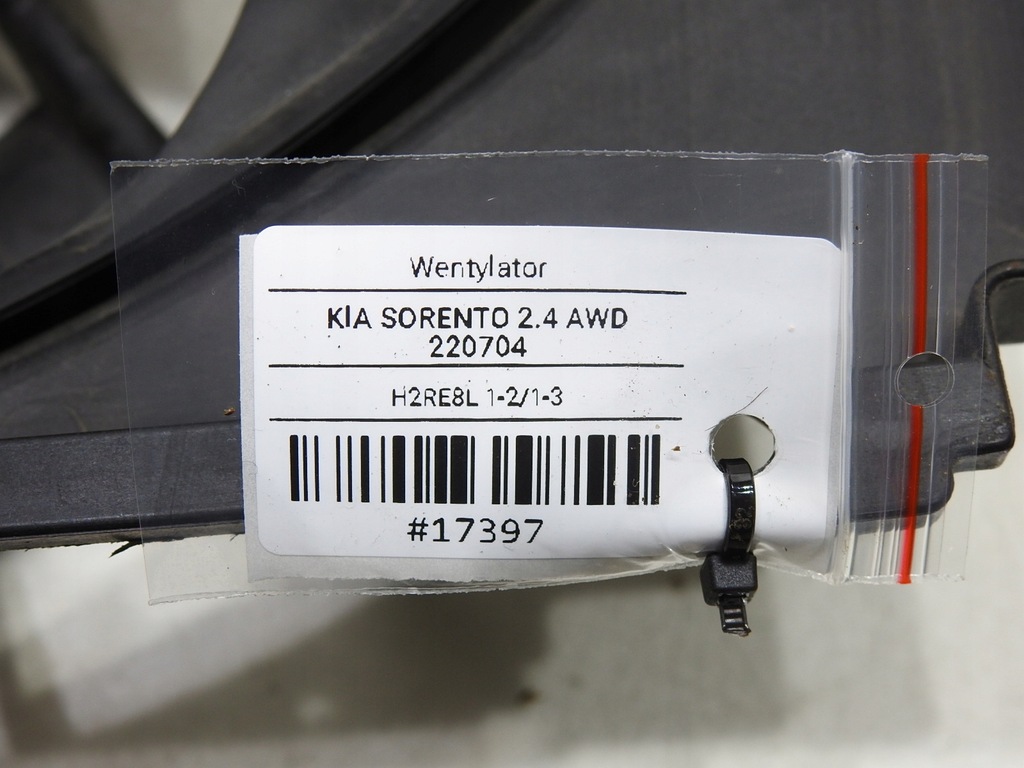 Wentylator
KIA SORENTO 2.4 AWD
220704
H2RE8L 1-2/1-3
#17397